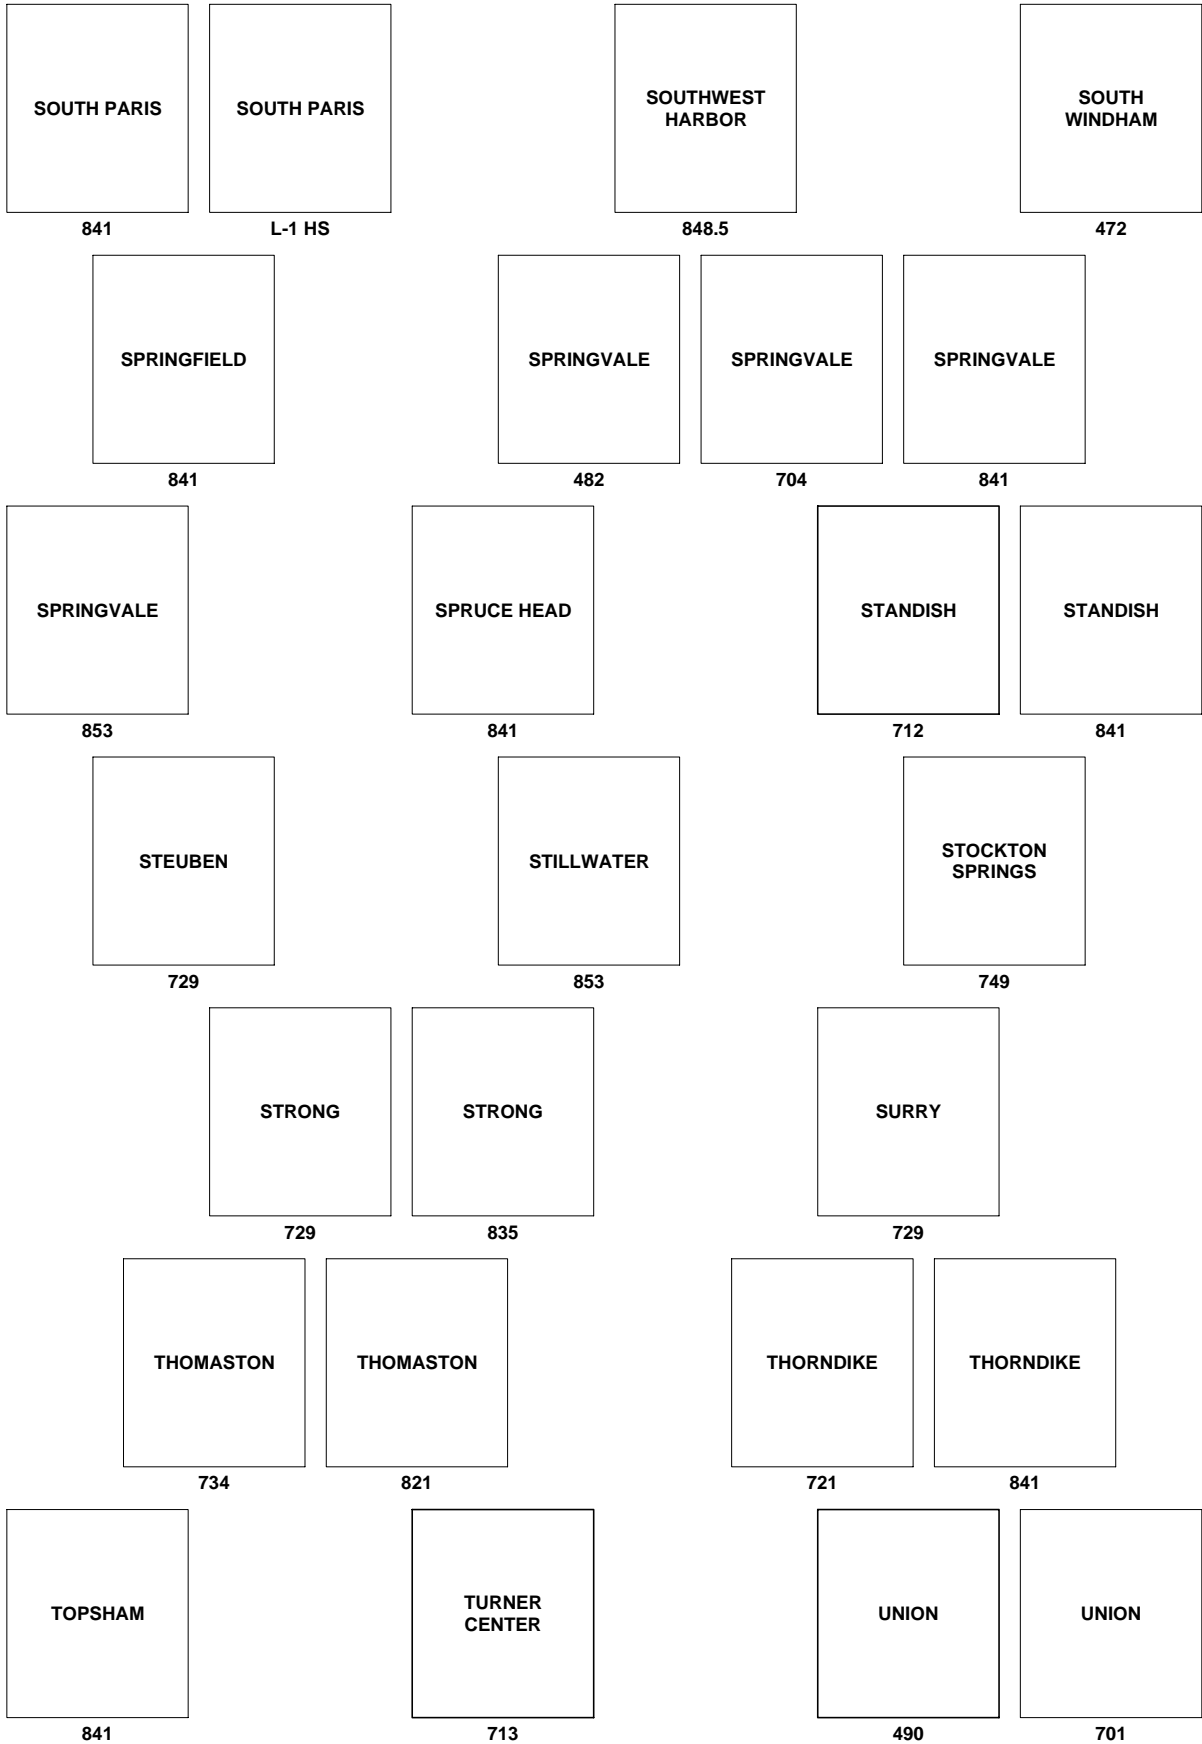 SOUTH PARIS
841
SOUTH PARIS
L-1 HS
SOUTHWEST
HARBOR
848.5
SOUTH
WINDHAM
472
SPRINGFIELD
841
SPRINGVALE
482
SPRINGVALE
704
SPRINGVALE
841
SPRINGVALE
853
SPRUCE HEAD
841
STANDISH
712
STANDISH
841
STEUBEN
729
STILLWATER
853
STOCKTON
SPRINGS
749
STRONG
729
STRONG
835
SURRY
729
THOMASTON
734
THOMASTON
821
THORNDIKE
721
THORNDIKE
841
TOPSHAM
841
TURNER
CENTER
713
UNION
490
UNION
701